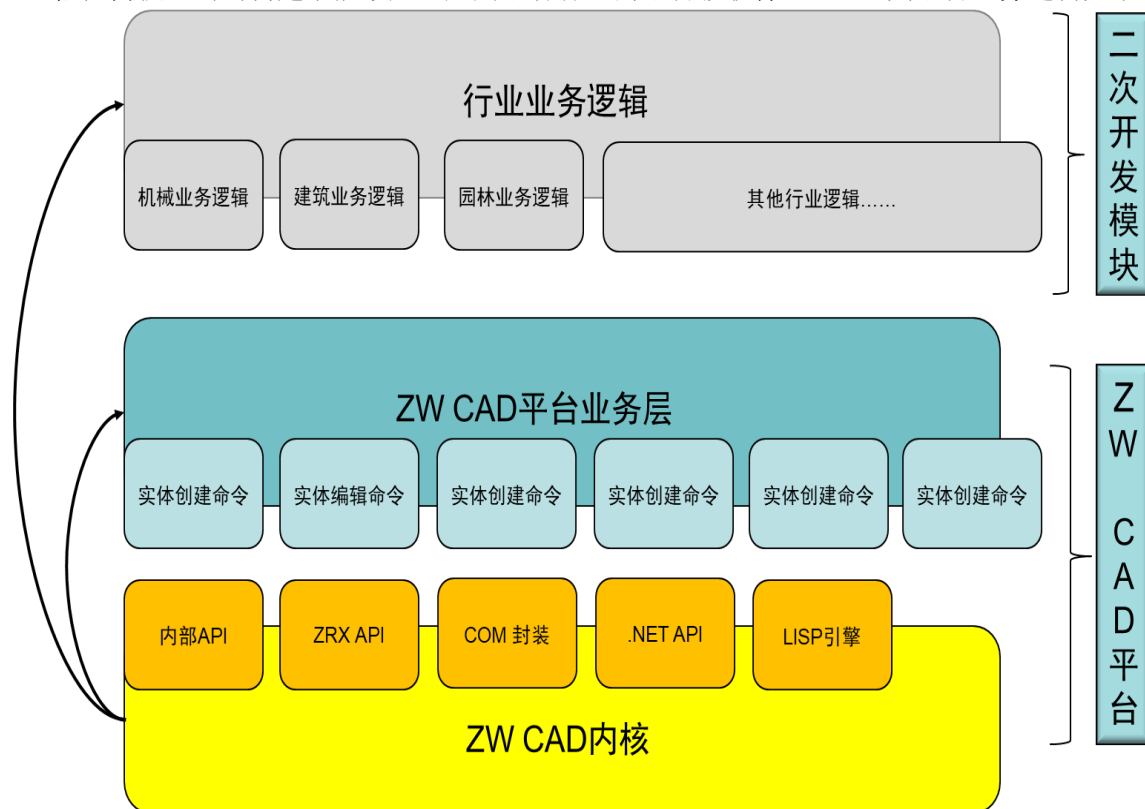 行业业务逻辑
机械业务逻辑
建筑业务逻辑
园林业务逻辑
其他行业逻辑......
二次开发模块
ZW CAD平台业务层
实体创建命令
实体编辑命令
实体创建命令
实体创建命令
实体创建命令
实体创建命令
ZW CAD平台
内部API
ZRX API
COM 封装
.NET API
LISP引擎
ZW CAD内核